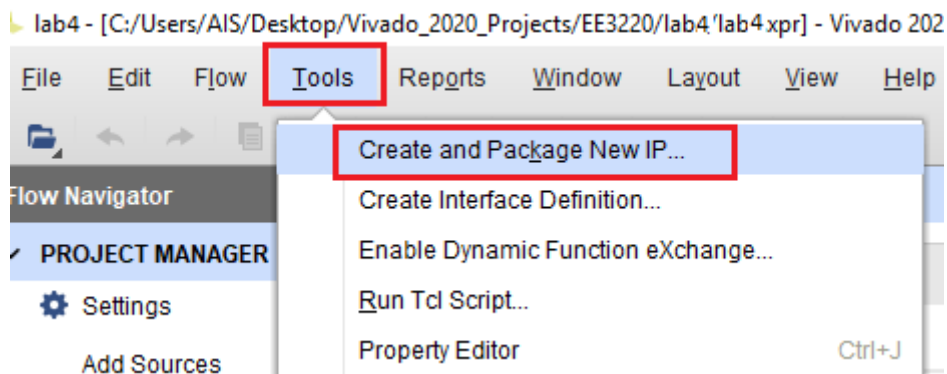 lab4 - [C:/Users/AIS/Desktop/Vivado_2020_Projects/EE3220/lab4/lab4.xpr] - Vivado 202
File Edit Flow Tools Reports Window Layout View Help
Create and Package New IP...
Flow Navigator
Create Interface Definition...
PROJECT MANAGER
Enable Dynamic Function eXchange...
Settings
Run Tcl Script...
Add Sources
Property Editor Ctrl+J